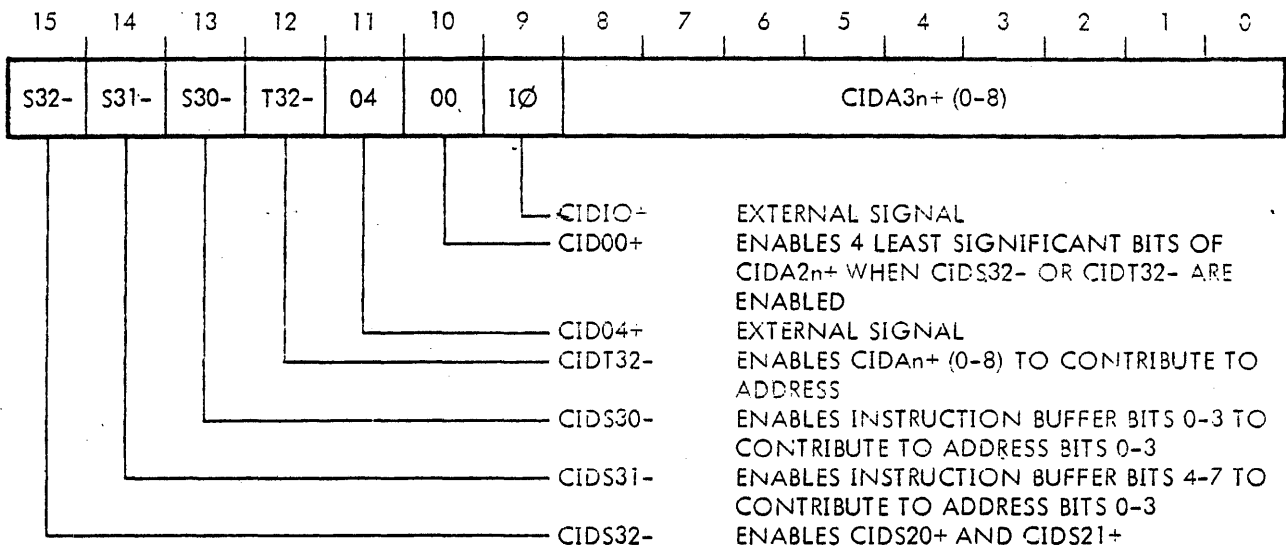 15 14 13 12 11 10 9 8 7 6 5 4 3 2 1 0
S32- S31- S30- T32- 04 00 IØ CIDA3n+ (0-8)
CIDIO+ EXTERNAL SIGNAL
CID00+ ENABLES 4 LEAST SIGNIFICANT BITS OF
CIDA2n+ WHEN CIDS32- OR CIDT32- ARE
ENABLED
CID04+ EXTERNAL SIGNAL
CIDT32- ENABLES CIDAn+ (0-8) TO CONTRIBUTE TO
ADDRESS
CIDS30- ENABLES INSTRUCTION BUFFER BITS 0-3 TO
CONTRIBUTE TO ADDRESS BITS 0-3
CIDS31- ENABLES INSTRUCTION BUFFER BITS 4-7 TO
CONTRIBUTE TO ADDRESS BITS 0-3
CIDS32- ENABLES CIDS20+ AND CIDS21+